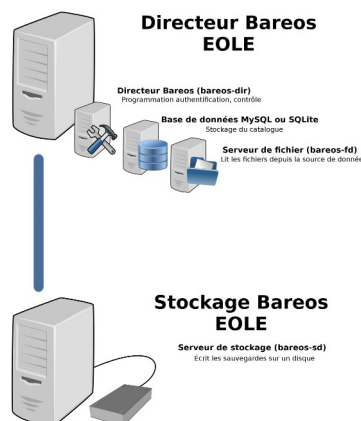 Directeur Bareos
EOLE
Directeur Bareos (bareos-dir)
Programmation authentification, contrôle
Base de données MySQL ou SQLite
Stockage du catalogue
Serveur de fichier (bareos-fd)
Lit les fichiers depuis la source de donnée
Stockage Bareos
EOLE
Serveur de stockage (bareos-sd)
Écrit les sauvegardes sur un disque